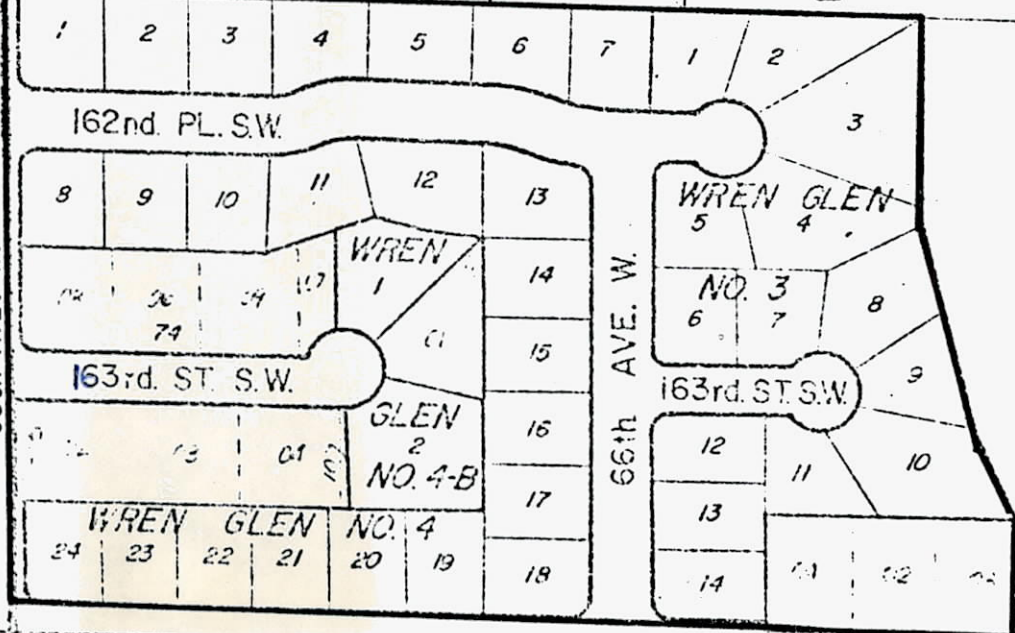 1 2 3 4 5 6 7 1 2
3
162nd. PL. S.W.
8 9 10 11 12 13
WREN GLEN
5 4
WREN
1
14
NO. 3
6 7 8
74
15
163rd. ST. S.W.
163rd. ST. S.W.
9
66th AVE. W.
GLEN
2
NO. 4-B
16
12 11 10
17
13
WREN GLEN NO. 4
24 23 22 21 20 19 18 14